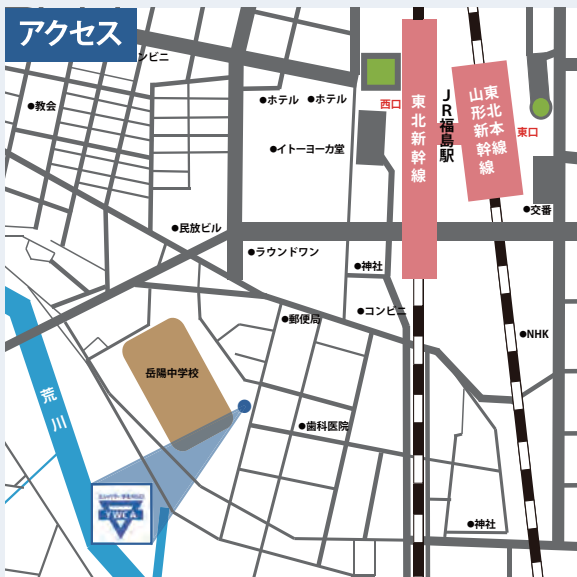 アクセス
ンビニ
●教会
●ホテル
●ホテル
西口
●イトーヨーカ堂
東北新幹線
JR福島駅
東北本線
山形新幹線
東口
●交番
●民放ビル
●ラウンドワン
●神社
●コンビニ
●郵便局
●NHK
岳陽中学校
荒川
●歯科医院
YWCA
●神社